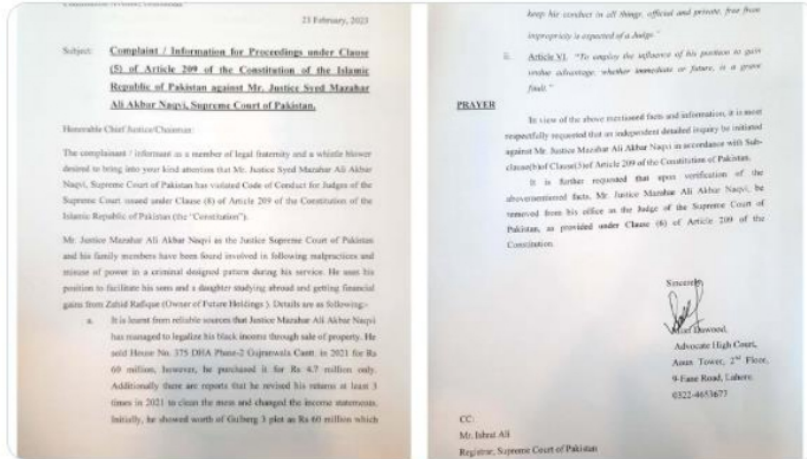 21 February, 2023
Subject: Complaint / Information for Proceedings under Clause
(5) of Article 209 of the Constitution of the Islamic
Republic of Pakistan against Mr. Justice Syed Mazahar
Ali Akbar Naqvi, Supreme Court of Pakistan.
Honorable Chief Justice/Chairman:
The complainant / informant as a member of legal fraternity and a whistle blower
desired to bring into your kind attention that Mr. Justice Syed Mazahar Ali Akbar
Naqvi, Supreme Court of Pakistan has violated Code of Conduct for Judges of the
Supreme Court issued under Clause (8) of Article 209 of the Constitution of the
Islamic Republic of Pakistan (the "Constitution").
Mr. Justice Mazahar Ali Akbar Naqvi as the Justice Supreme Court of Pakistan
and his family members have been found involved in following malpractices and
misuse of power in a criminal designed pattern during his service. He uses his
position to facilitate his sons and a daughter studying abroad and getting financial
gains from Zahid Rafique (Owner of Future Holdings ). Details are as following:-
a. It is learnt from reliable sources that Justice Mazahar Ali Akbar Naqvi
has managed to legalize his black income through sale of property. He
sold House No. 375 DHA Phase-2 Gujranwala Cantt. in 2021 for Rs
60 million, however, he purchased it for Rs 4.7 million only.
Additionally there are reports that he revised his returns at least 3
times in 2021 to clean the mess and changed the income statements.
Initially, he showed worth of Gulberg 3 plot as Rs 60 million which
keep his conduct in all things, official and private, free from
impropriety is expected of a Judge."
ii. Article VI. "To employ the influence of his position to gain
undue advantage, whether immediate or future, is a grave
fault."
PRAYER
In view of the above mentioned facts and information, it is most
respectfully requested that an independent detailed inquiry be initiated
against Mr. Justice Mazahar Ali Akbar Naqvi in accordance with Sub-
clause(b) of Clause(5) of Article 209 of the Constitution of Pakistan.
It is further requested that upon verification of the
abovementioned facts, Mr. Justice Mazahar Ali Akbar Naqvi, be
removed from his office as the Judge of the Supreme Court of
Pakistan, as provided under Clause (6) of Article 209 of the
Constitution.
Sincerely,
Dawood,
Advocate High Court,
Anus Tower, 2nd Floor,
9-Fane Road, Lahore.
0322-4653677
CC:
Mr. Ishrat Ali
Registrar, Supreme Court of Pakistan